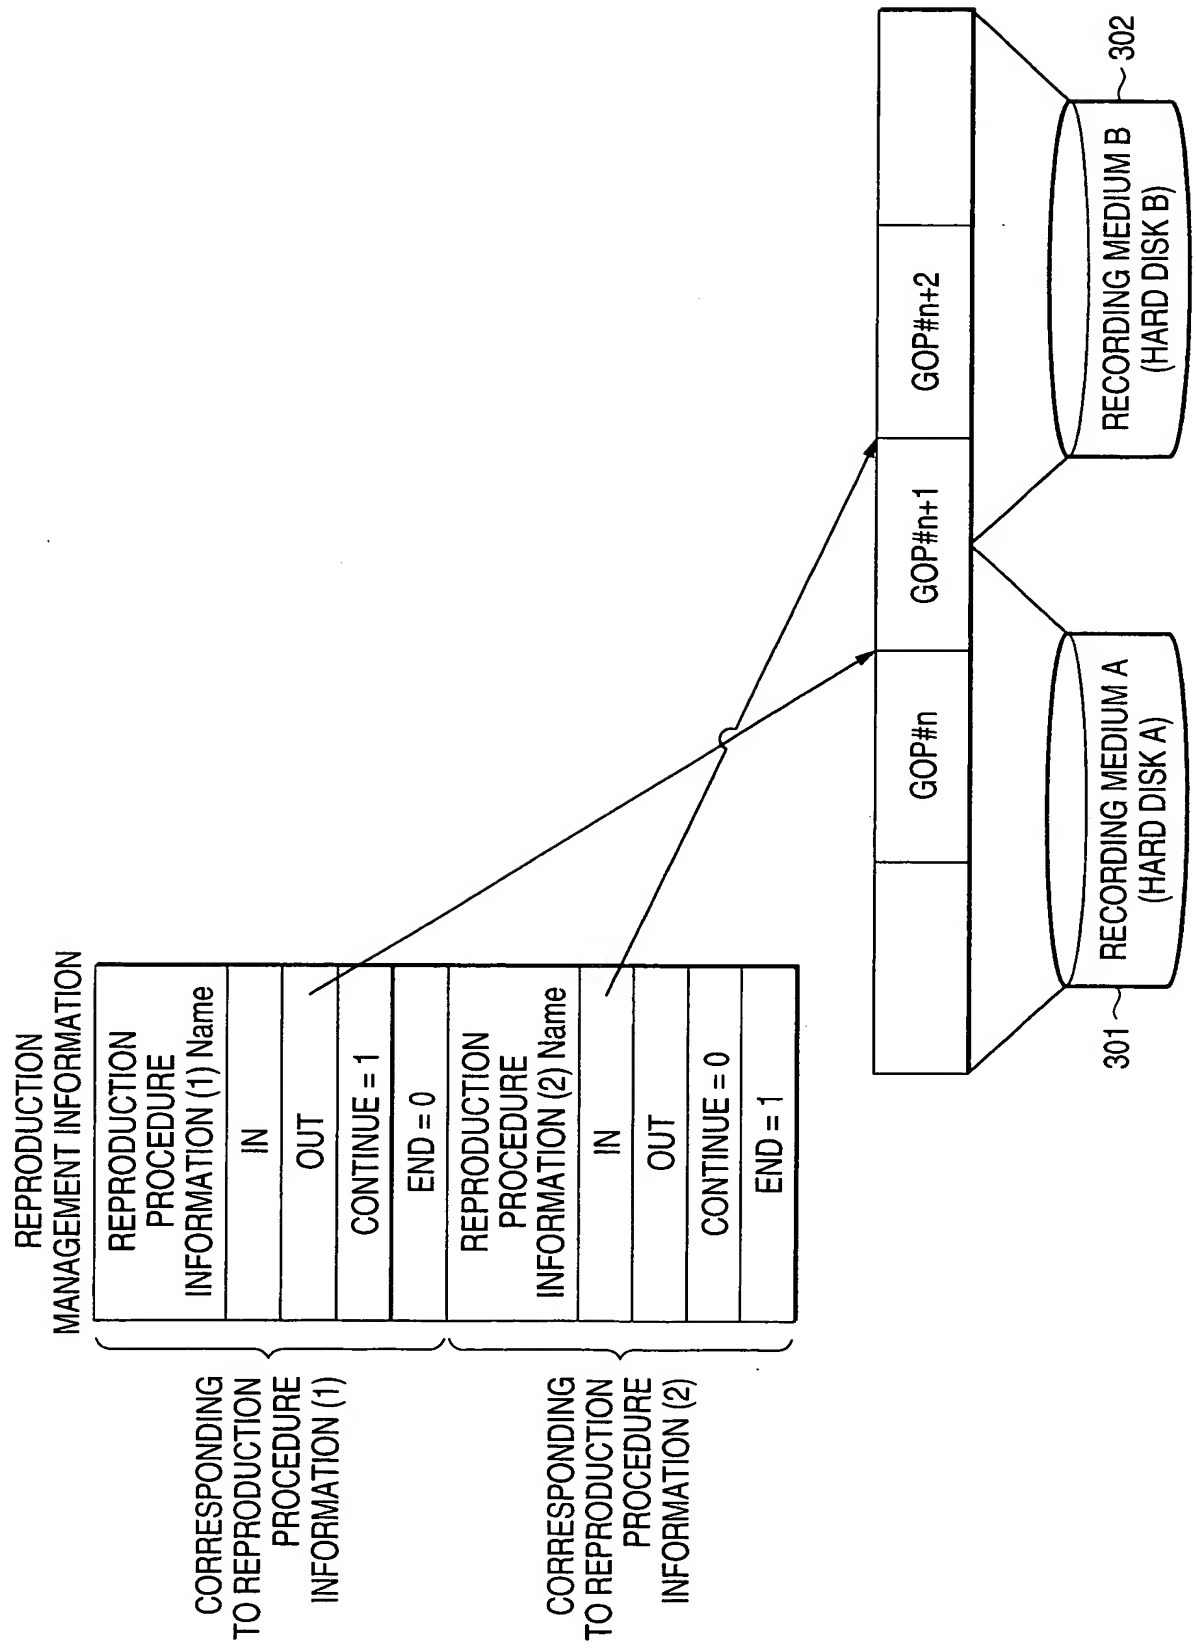 REPRODUCTION
MANAGEMENT INFORMATION
CORRESPONDING
TO REPRODUCTION
PROCEDURE
INFORMATION (1)
REPRODUCTION
PROCEDURE
INFORMATION (1) Name
IN
OUT
CONTINUE = 1
END = 0
CORRESPONDING
TO REPRODUCTION
PROCEDURE
INFORMATION (2)
REPRODUCTION
PROCEDURE
INFORMATION (2) Name
IN
OUT
CONTINUE = 0
END = 1
GOP#n
GOP#n+1
GOP#n+2
301
RECORDING MEDIUM A
(HARD DISK A)
RECORDING MEDIUM B
(HARD DISK B)
302